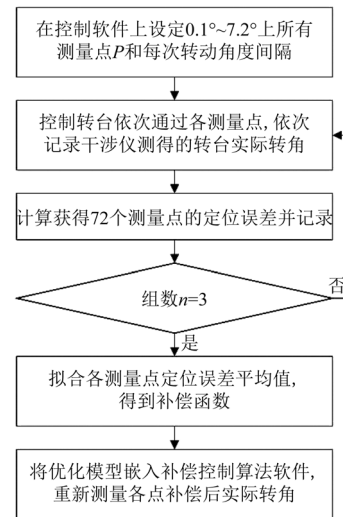 在控制软件上设定0.1°~7.2°上所有
测量点P和每次转动角度间隔
控制转台依次通过各测量点,依次
记录干涉仪测得的转台实际转角
计算获得72个测量点的定位误差并记录
组数n=3
否
是
拟合各测量点定位误差平均值,
得到补偿函数
将优化模型嵌入补偿控制算法软件,
重新测量各点补偿后实际转角